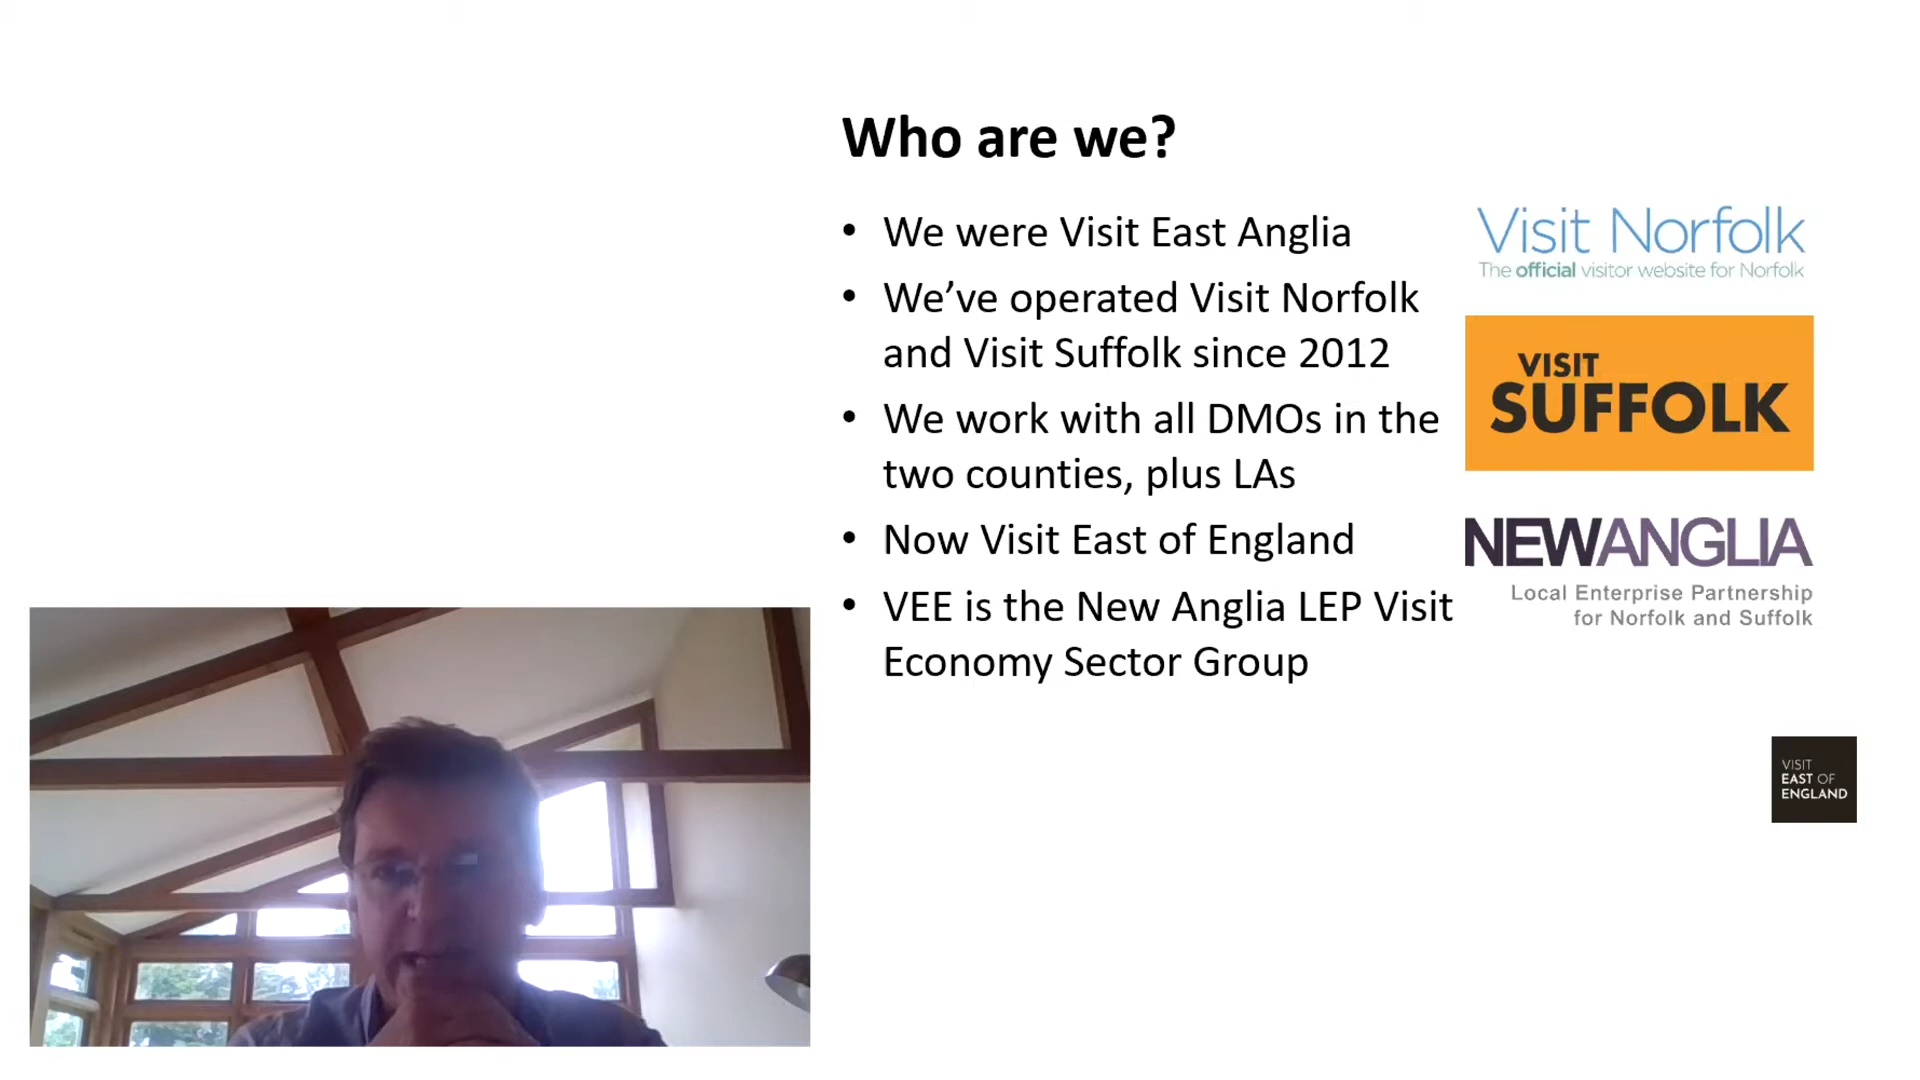 Who are we?
• We were Visit East Anglia
• We’ve operated Visit Norfolk
and Visit Suffolk since 2012
• We work with all DMOs in the
two counties, plus LAs
• Now Visit East of England
• VEE is the New Anglia LEP Visit
Economy Sector Group
Visit Norfolk
The official visitor website for Norfolk
VISIT
SUFFOLK
NEWANGLIA
Local Enterprise Partnership
for Norfolk and Suffolk
VISIT
EAST OF
ENGLAND